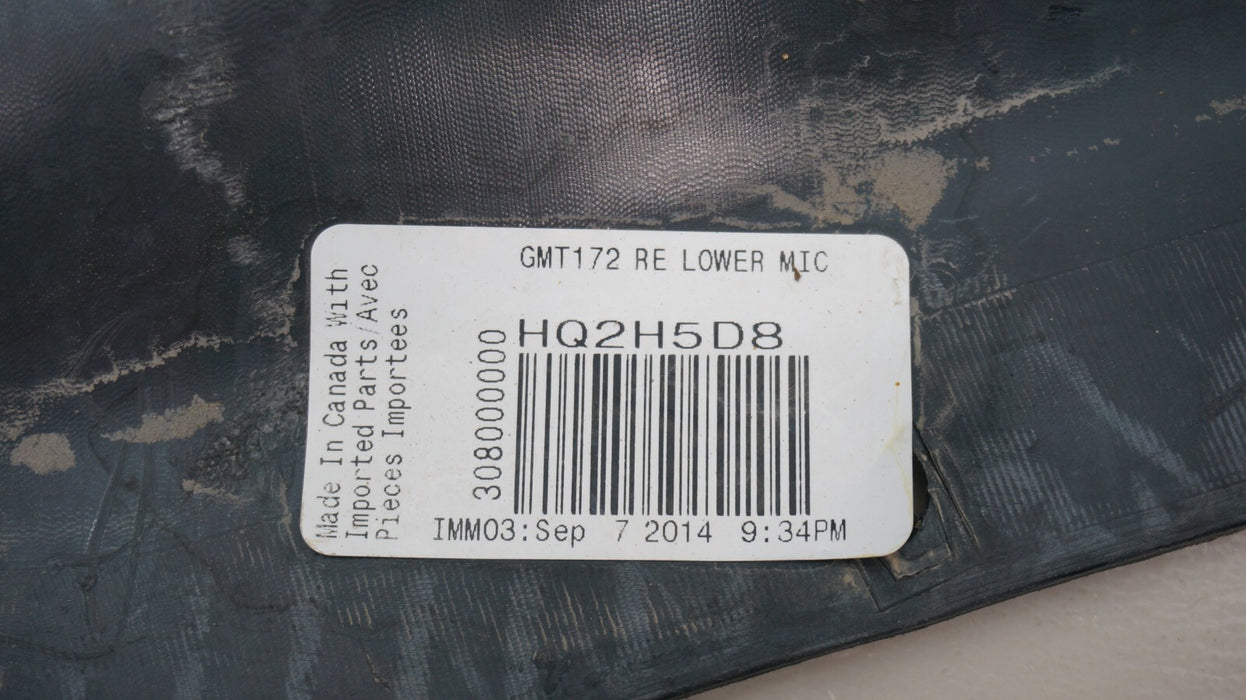 GMT172 RE LOWER MIC
HQ2H5D8
308000000
IMM03:Sep 7 2014 9:34PM
Made In Canada With
Imported Parts/Avec
Pieces Importees